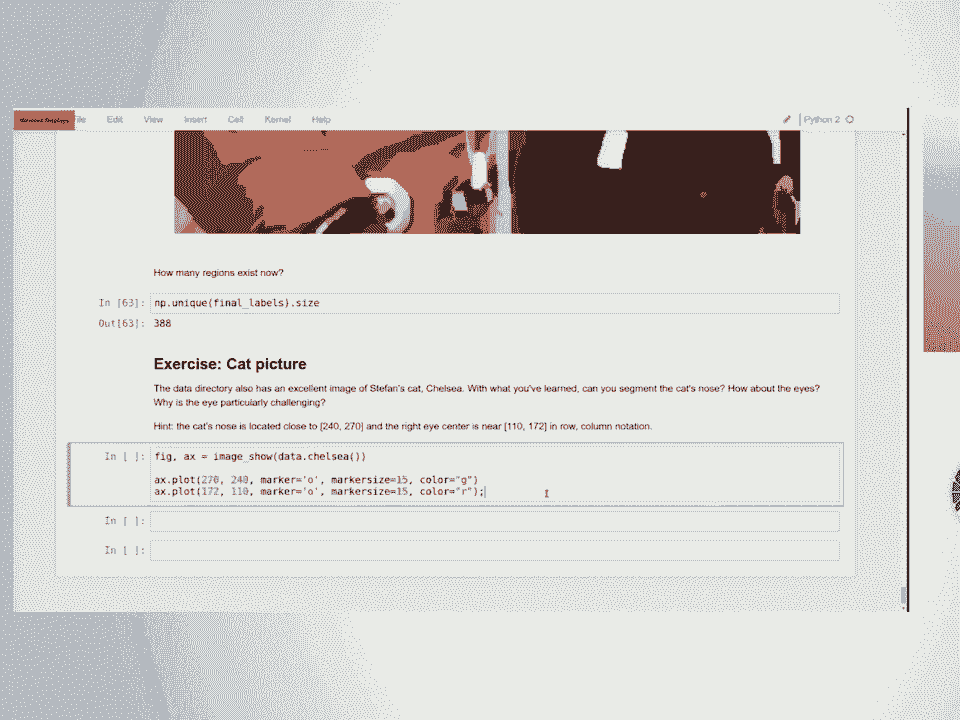 File Edit View Insert Cell Kernel Help Python 2
How many regions exist now?
In [63]: np.unique(final_labels).size
Out[63]: 388
Exercise: Cat picture
The data directory also has an excellent image of Stefan's cat, Chelsea. With what you've learned, can you segment the cat's nose? How about the eyes?
Why is the eye particularly challenging?
Hint: the cat's nose is located close to [240, 270] and the right eye center is near [110, 172] in row, column notation.
In [ ]: fig, ax = image_show(data.chelsea())
ax.plot(270, 240, marker='o', markersize=15, color="g")
ax.plot(172, 110, marker='o', markersize=15, color="r");
In [ ]:
In [ ]: